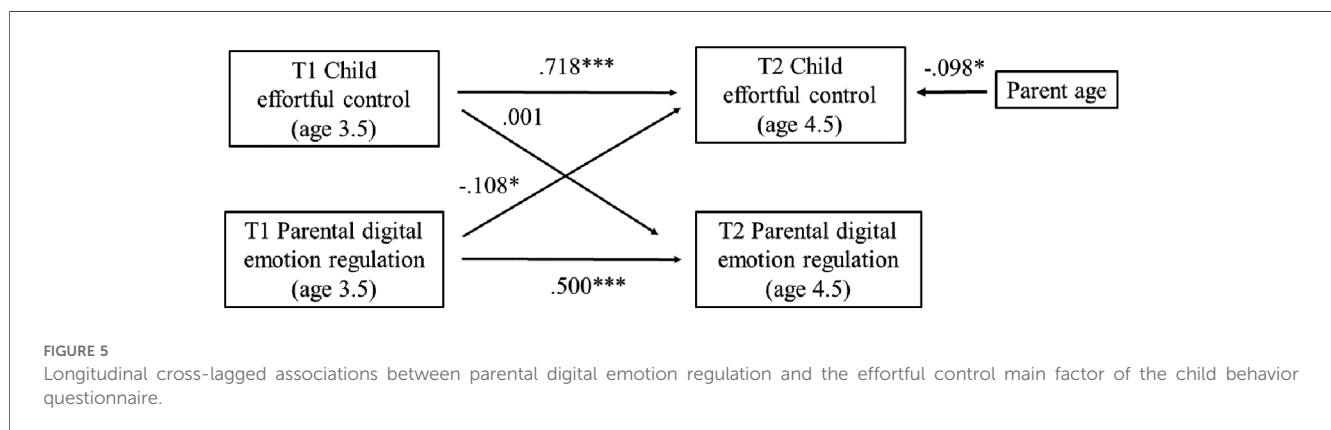 T1 Child
effortful control
(age 3.5)
.718***
T2 Child
effortful control
(age 4.5)
-.098*
Parent age
.001
-.108*
T1 Parental digital
emotion regulation
(age 3.5)
.500***
T2 Parental digital
emotion regulation
(age 4.5)
FIGURE 5
Longitudinal cross-lagged associations between parental digital emotion regulation and the effortful control main factor of the child behavior
questionnaire.